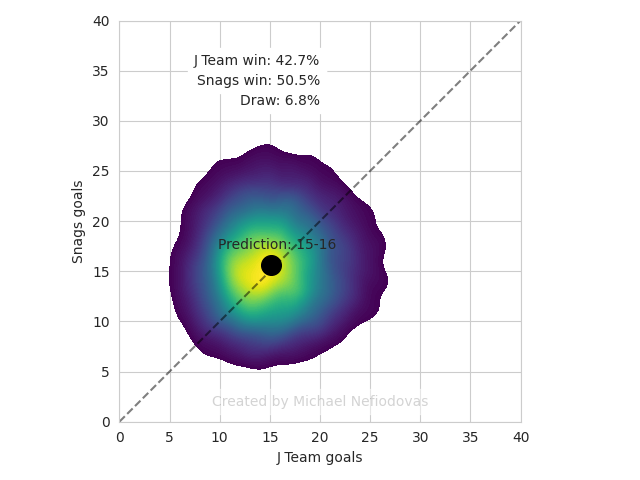 40
35
30
25
20
15
10
5
0
Snags goals
J Team win: 42.7%
Snags win: 50.5%
Draw: 6.8%
Prediction: 15-16
Created by Michael Nefiodovas
0 5 10 15 20 25 30 35 40
J Team goals